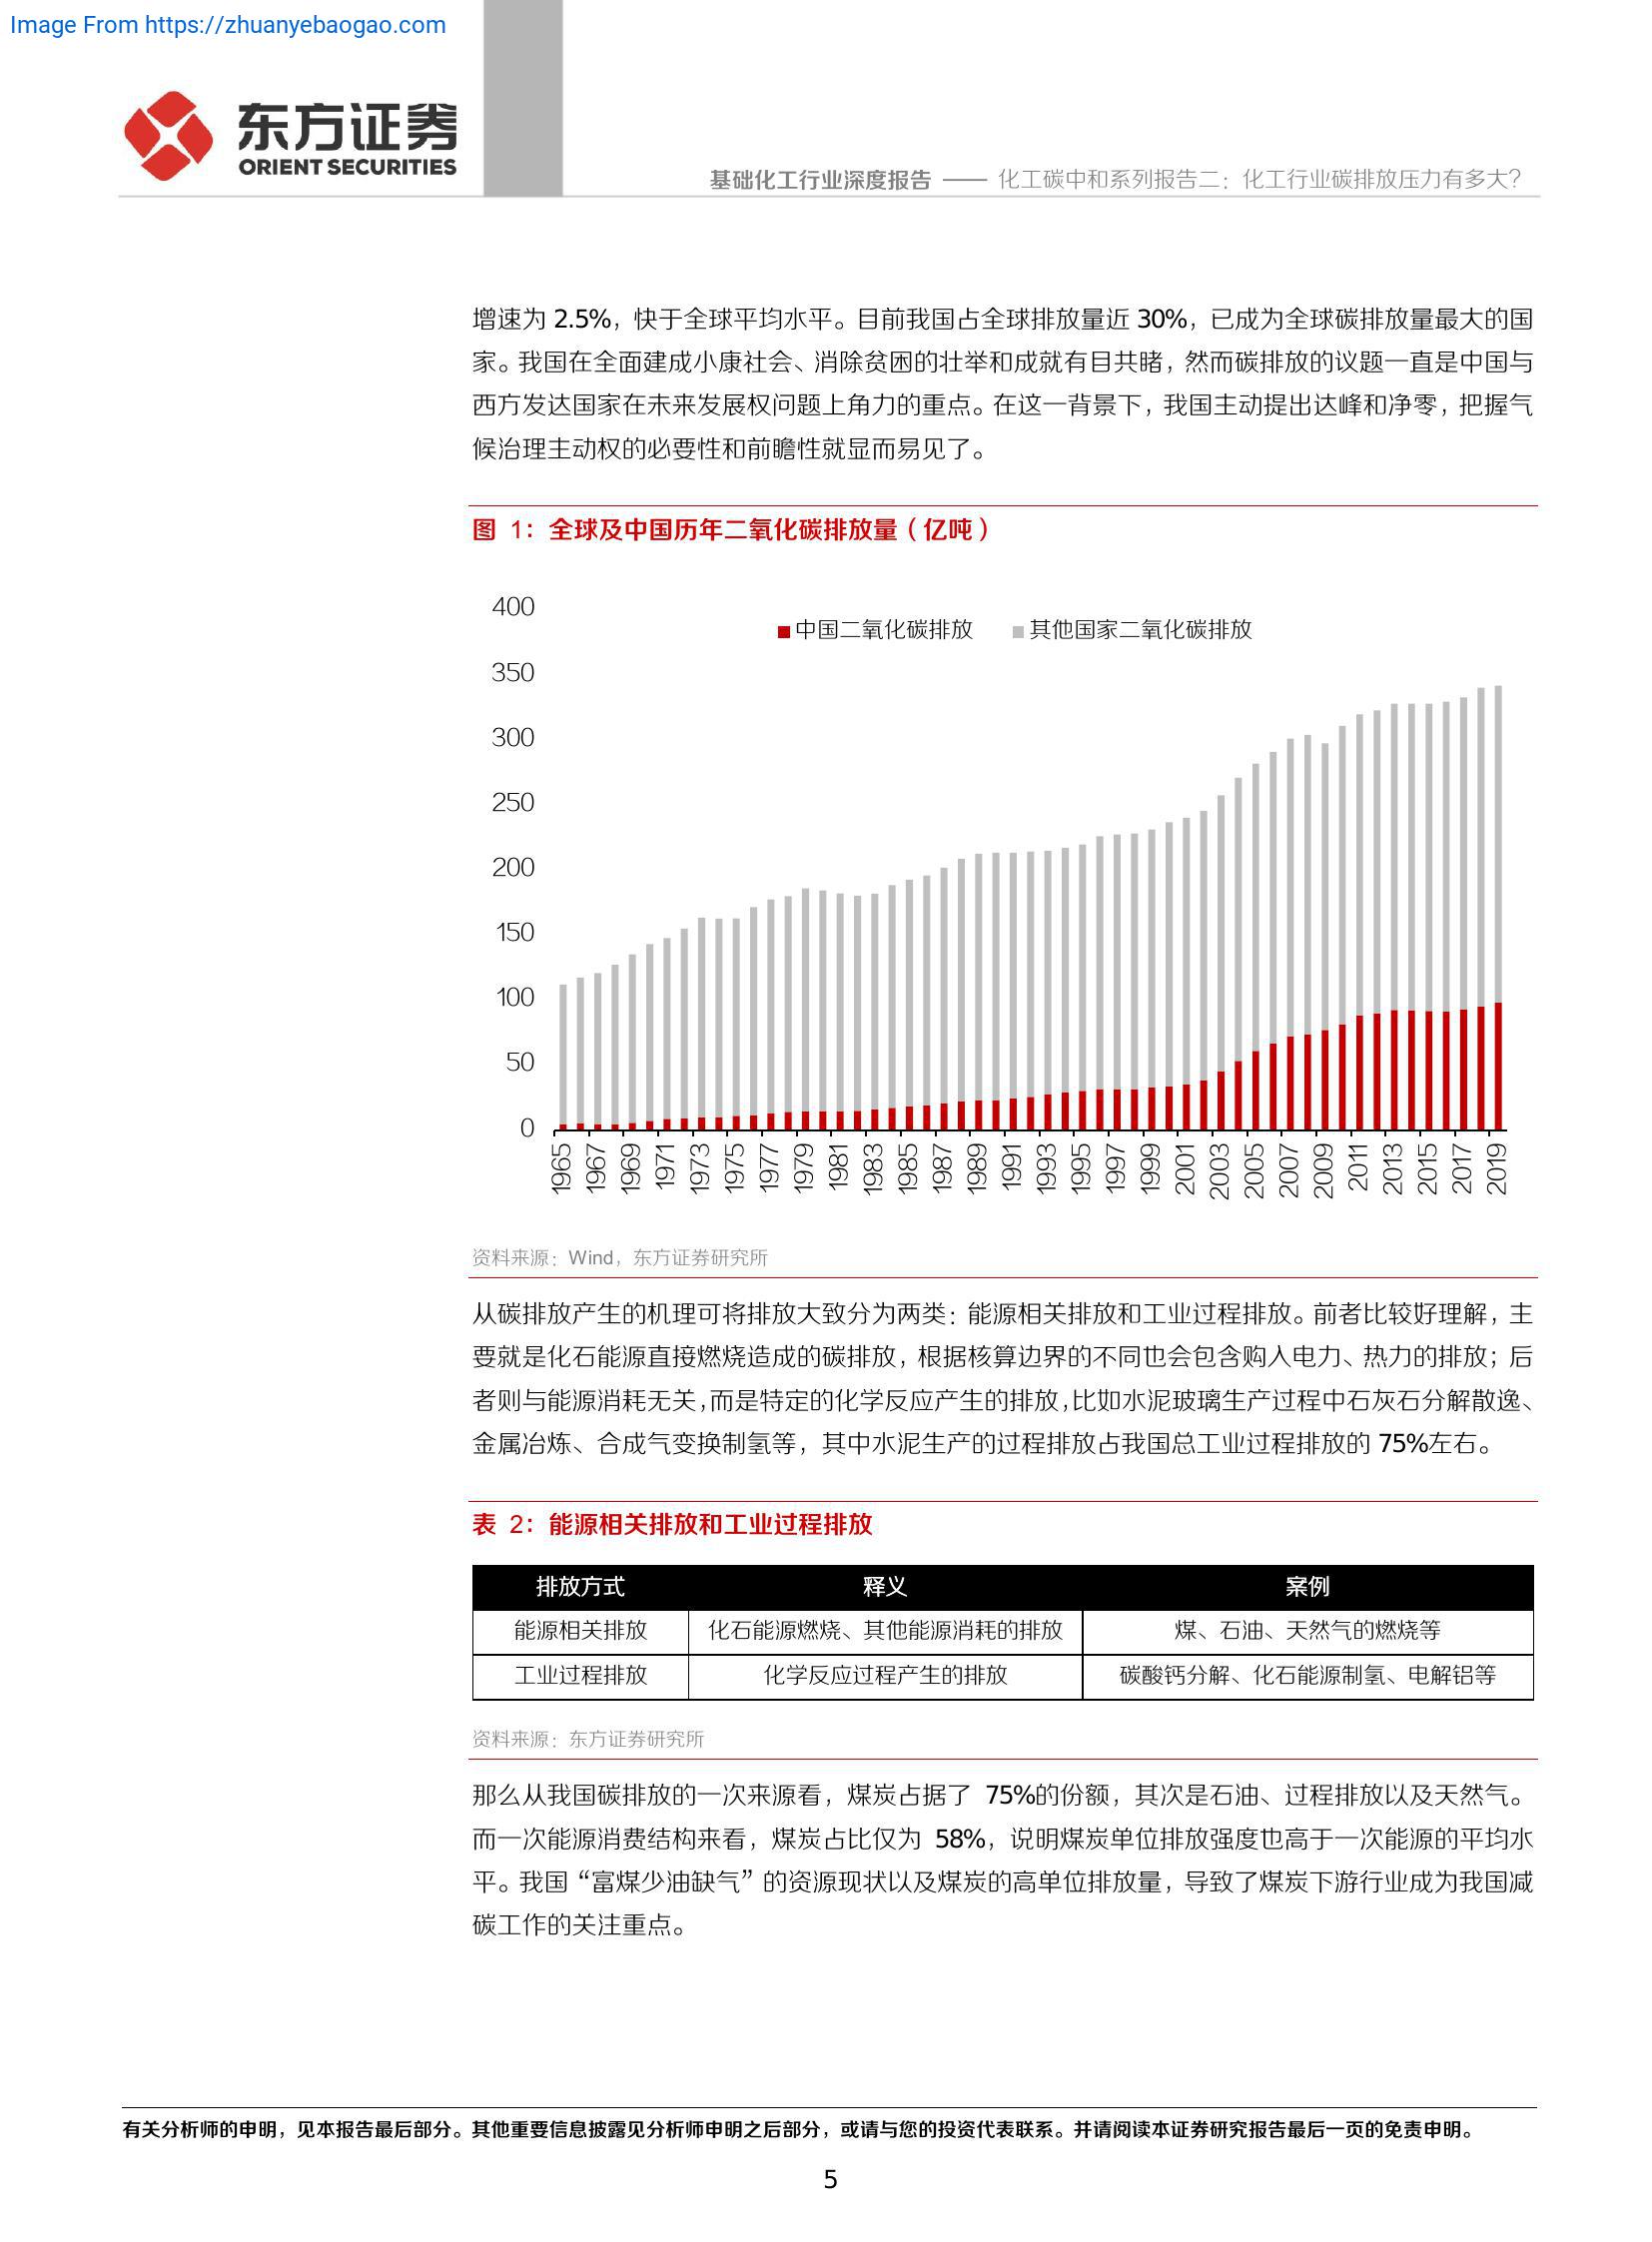 Image From https://zhuanyebaogao.com
东方证券
ORIENT SECURITIES
基础化工行业深度报告 —— 化工碳中和系列报告二：化工行业碳排放压力有多大？
增速为 2.5%，快于全球平均水平。目前我国占全球排放量近 30%，已成为全球碳排放量最大的国
家。我国在全面建成小康社会、消除贫困的壮举和成就有目共睹，然而碳排放的议题一直是中国与
西方发达国家在未来发展权问题上角力的重点。在这一背景下，我国主动提出达峰和净零，把握气
候治理主动权的必要性和前瞻性就显而易见了。
图 1：全球及中国历年二氧化碳排放量（亿吨）
中国二氧化碳排放 其他国家二氧化碳排放
400
350
300
250
200
150
100
50
0
1965 1967 1969 1971 1973 1975 1977 1979 1981 1983 1985 1987 1989 1991 1993 1995 1997 1999 2001 2003 2005 2007 2009 2011 2013 2015 2017 2019
资料来源：Wind，东方证券研究所
从碳排放产生的机理可将排放大致分为两类：能源相关排放和工业过程排放。前者比较好理解，主
要就是化石能源直接燃烧造成的碳排放，根据核算边界的不同也会包含购入电力、热力的排放；后
者则与能源消耗无关，而是特定的化学反应产生的排放，比如水泥玻璃生产过程中石灰石分解散逸、
金属冶炼、合成气变换制氢等，其中水泥生产的过程排放占我国总工业过程排放的 75%左右。
表 2：能源相关排放和工业过程排放
排放方式 释义 案例
能源相关排放 化石能源燃烧、其他能源消耗的排放 煤、石油、天然气的燃烧等
工业过程排放 化学反应过程产生的排放 碳酸钙分解、化石能源制氢、电解铝等
资料来源：东方证券研究所
那么从我国碳排放的一次来源看，煤炭占据了 75%的份额，其次是石油、过程排放以及天然气。
而一次能源消费结构来看，煤炭占比仅为 58%，说明煤炭单位排放强度也高于一次能源的平均水
平。我国“富煤少油缺气”的资源现状以及煤炭的高单位排放量，导致了煤炭下游行业成为我国减
碳工作的关注重点。
有关分析师的申明，见本报告最后部分。其他重要信息披露见分析师申明之后部分，或请与您的投资代表联系。并请阅读本证券研究报告最后一页的免责申明。
5